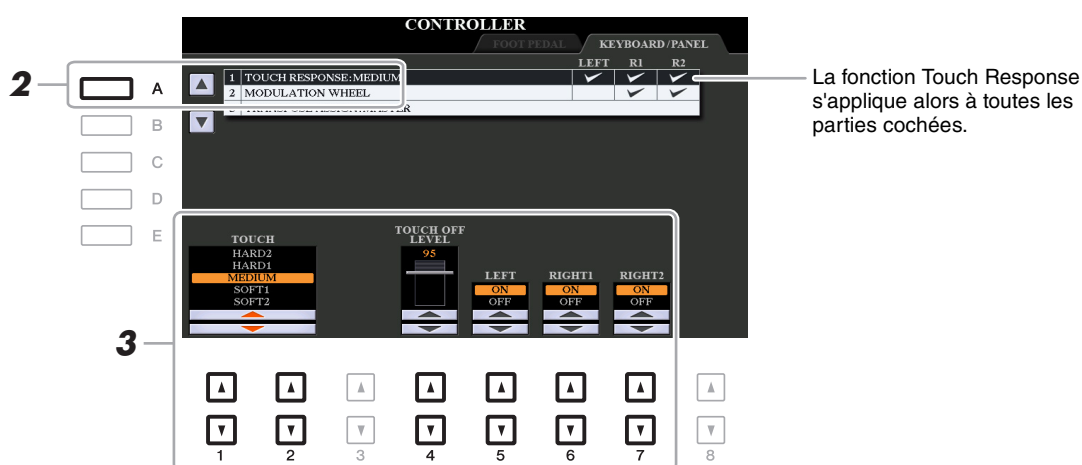 CONTROLLER
FOOT PEDAL
KEYBOARD/PANEL
LEFT R1 R2
2
A
1 TOUCH RESPONSE:MEDIUM
2 MODULATION WHEEL
La fonction Touch Response
s'applique alors à toutes les
parties cochées.
B
C
D
E
TOUCH
HARD2
HARD1
MEDIUM
SOFT1
SOFT2
TOUCH OFF
LEVEL
95
LEFT
ON
OFF
RIGHT1
ON
OFF
RIGHT2
ON
OFF
3
1 2 3 4 5 6 7 8